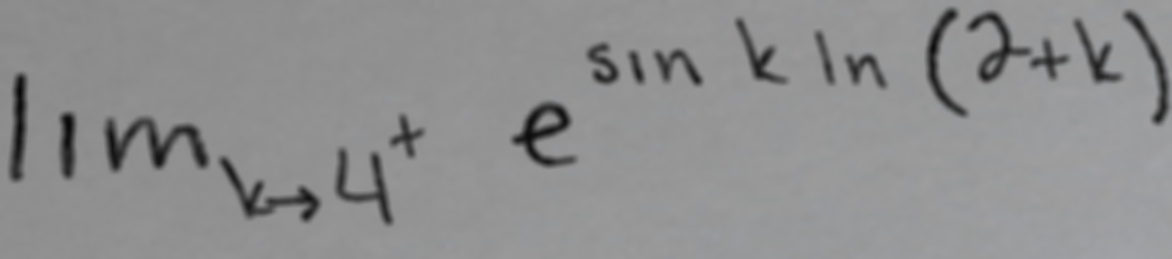 lim_{k→4^+} e^{sin k ln (2+k)}